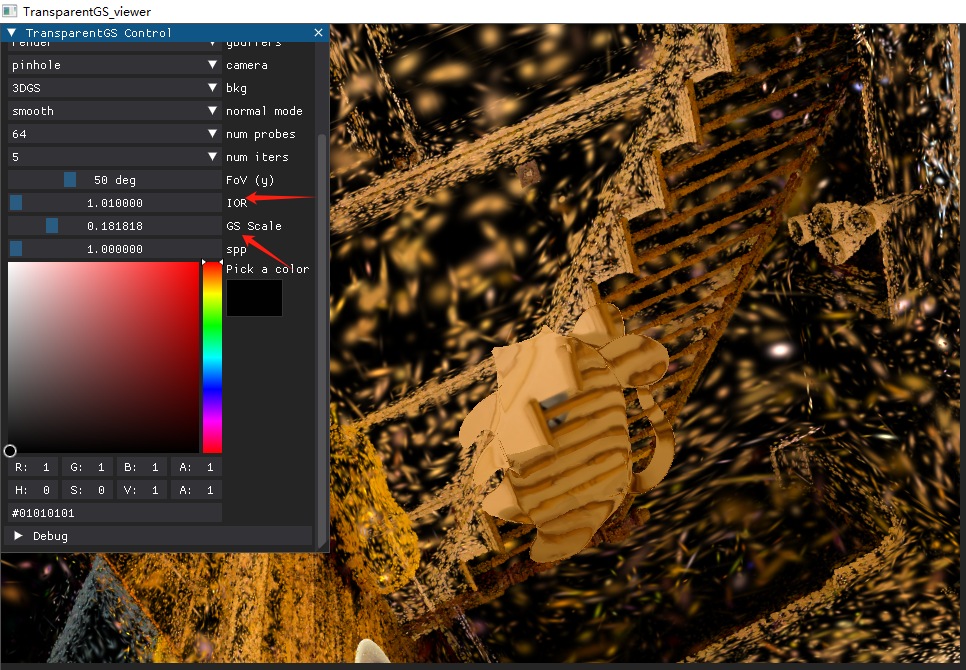 TransparentGS_viewer
TransparentGS Control
render gbuffers
pinhole camera
3DGS bkg
smooth normal mode
64 num probes
5 num iters
50 deg FoV (y)
1.010000 IOR
0.181818 GS Scale
1.000000 spp
Pick a color
R: 1 G: 1 B: 1 A: 1
H: 0 S: 0 V: 1 A: 1
#01010101
Debug